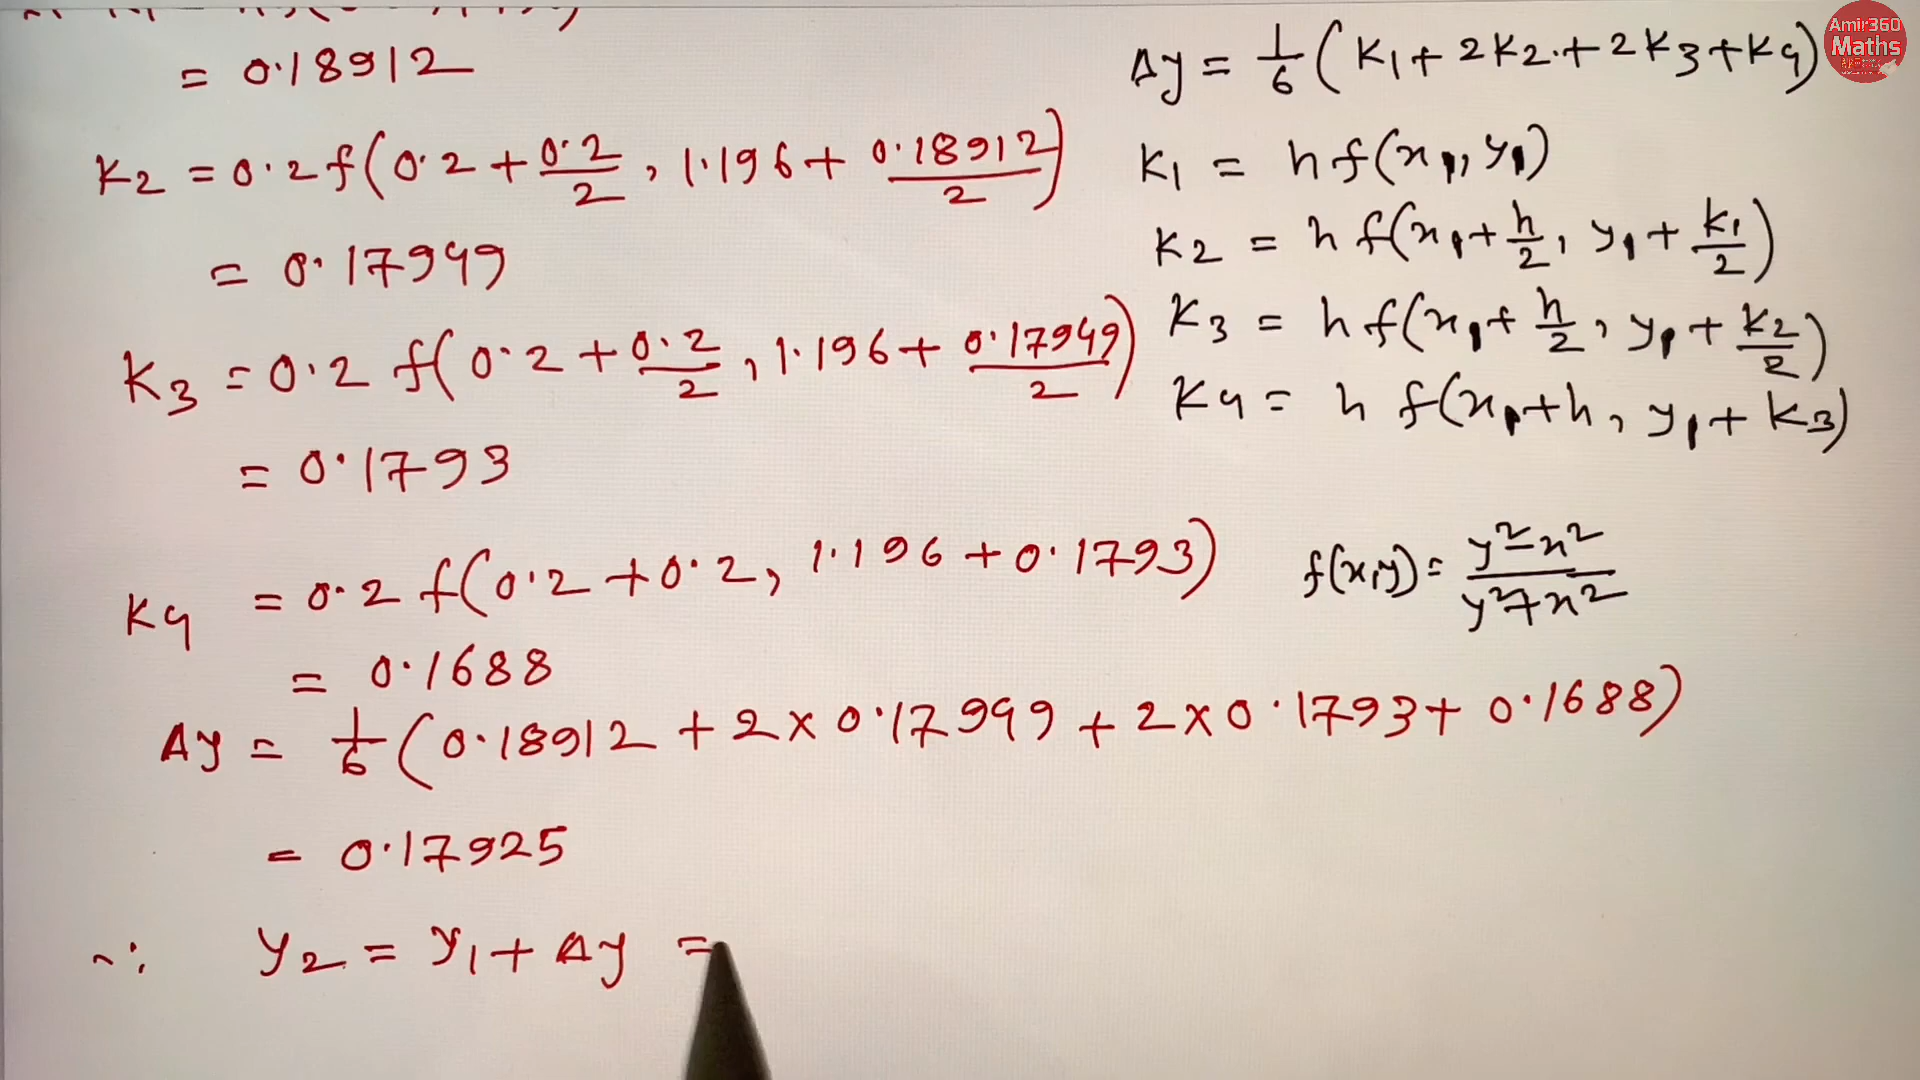 = 0.18912
K2 = 0.2 f(0.2 + 0.2/2, 1.196 + 0.18912/2)
= 0.17949
K3 = 0.2 f(0.2 + 0.2/2, 1.196 + 0.17949/2)
= 0.1793
K4 = 0.2 f(0.2 + 0.2, 1.196 + 0.1793)
= 0.1688
Δy = 1/6 (0.18912 + 2 x 0.17949 + 2 x 0.1793 + 0.1688)
= 0.17925
∴ y2 = y1 + Δy =
Δy = 1/6 (K1 + 2K2 + 2K3 + K4)
K1 = h f(x1, y1)
K2 = h f(x1 + h/2, y1 + k1/2)
K3 = h f(x1 + h/2, y1 + k2/2)
K4 = h f(x1 + h, y1 + K3)
f(x,y) = y²-x² / y²+x²
Amir360
Maths